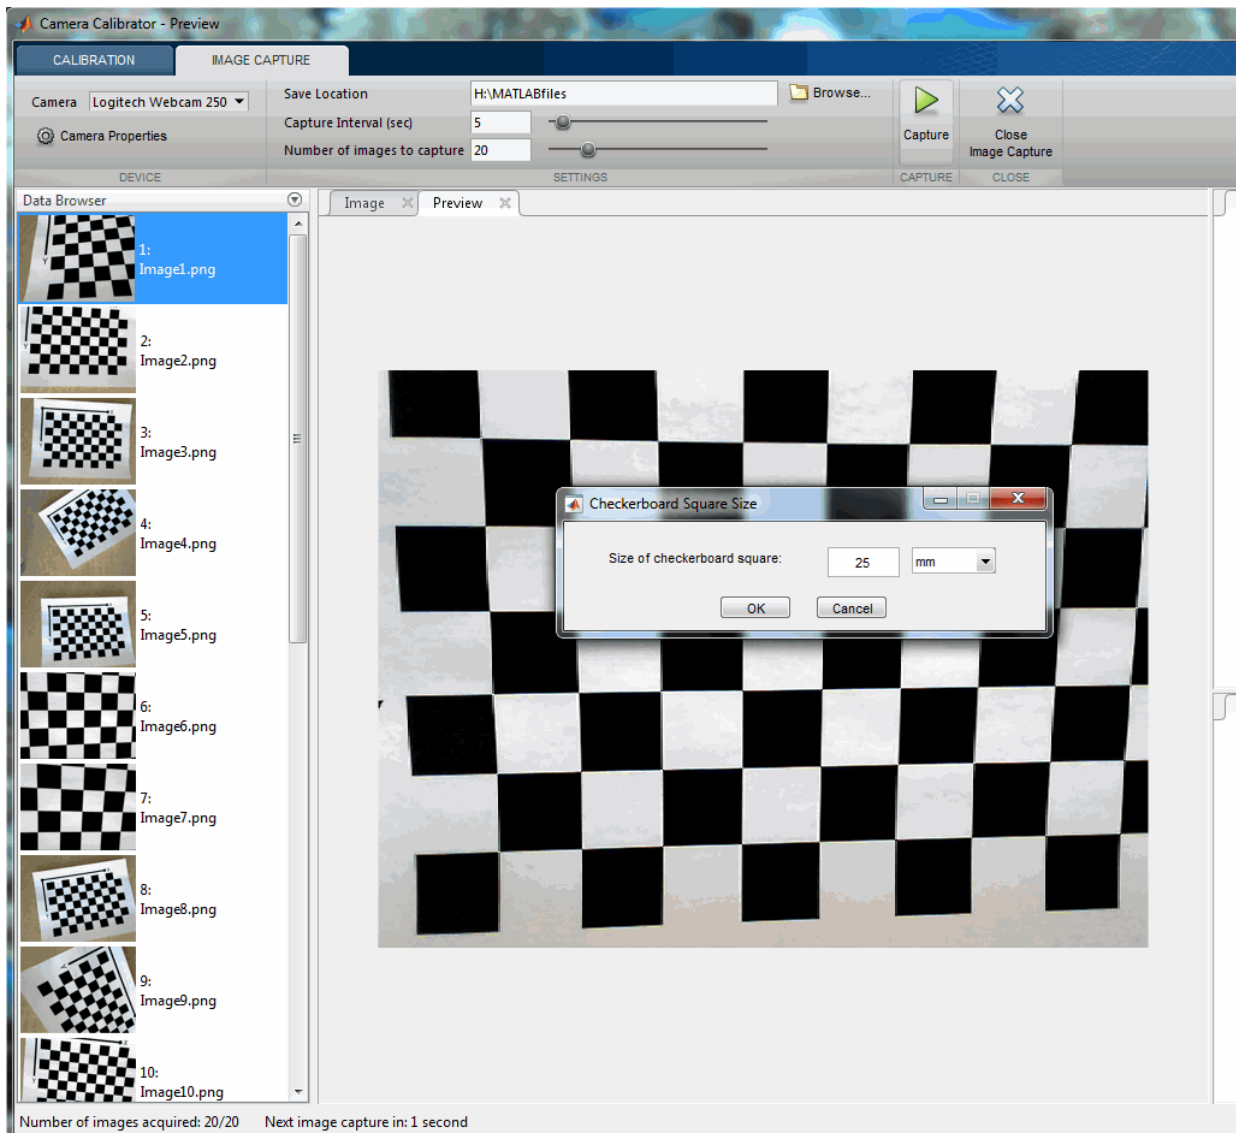 Camera Calibrator - Preview
CALIBRATION
IMAGE CAPTURE
Camera
Logitech Webcam 250
Camera Properties
DEVICE
Save Location
H:\MATLABfiles
Browse...
Capture Interval (sec)
5
Number of images to capture
20
SETTINGS
Capture
CAPTURE
Close
Image Capture
CLOSE
Data Browser
1:
Image1.png
2:
Image2.png
3:
Image3.png
4:
Image4.png
5:
Image5.png
6:
Image6.png
7:
Image7.png
8:
Image8.png
9:
Image9.png
10:
Image10.png
Image
Preview
Checkerboard Square Size
Size of checkerboard square:
25
mm
OK
Cancel
Number of images acquired: 20/20
Next image capture in: 1 second